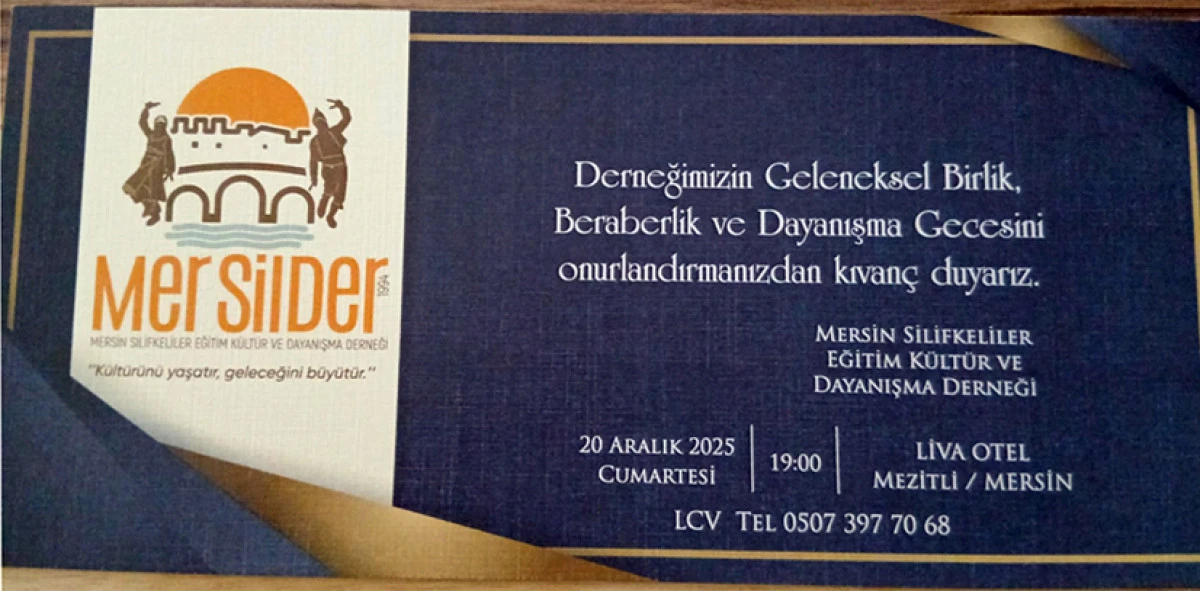 Mer SilDer
1994
MERSİN SİLİFKELİLER EĞİTİM KÜLTÜR VE DAYANIŞMA DERNEĞİ
"Kültürünü yaşatır, geleceğini büyütür."
Derneğimizin Geleneksel Birlik,
Beraberlik ve Dayanışma Gecesini
onurlandırmanızdan kıvanç duyarız.
MERSİN SİLİFKELİLER
EĞİTİM KÜLTÜR VE
DAYANIŞMA DERNEĞİ
20 ARALIK 2025
CUMARTESİ
19:00
LİVA OTEL
MEZİTLİ / MERSİN
LCV TEL 0507 397 70 68